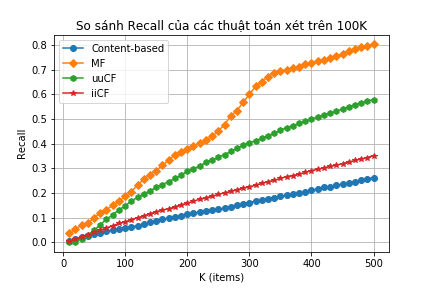 So sánh Recall của các thuật toán xét trên 100K
Content-based
MF
uuCF
iiCF
Recall
0.8
0.7
0.6
0.5
0.4
0.3
0.2
0.1
0.0
0
100
200
300
400
500
K (items)